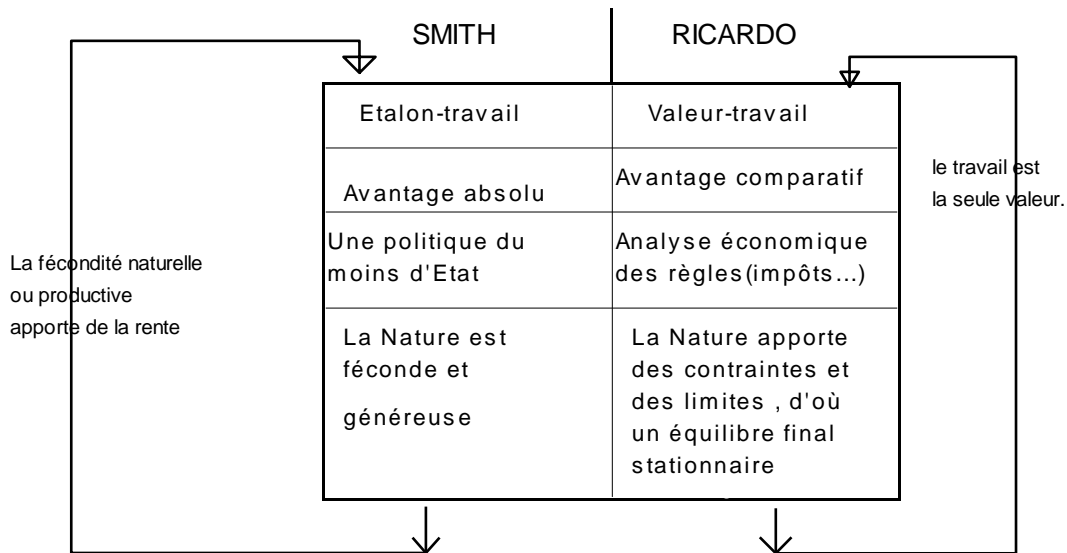 SMITH
RICARDO
Etalon-travail
Valeur-travail
Avantage absolu
Avantage comparatif
Une politique du
moins d'Etat
Analyse économique
des règles(impôts...)
La Nature est
féconde et
généreuse
La Nature apporte
des contraintes et
des limites , d'où
un équilibre final
stationnaire
La fécondité naturelle
ou productive
apporte de la rente
le travail est
la seule valeur.